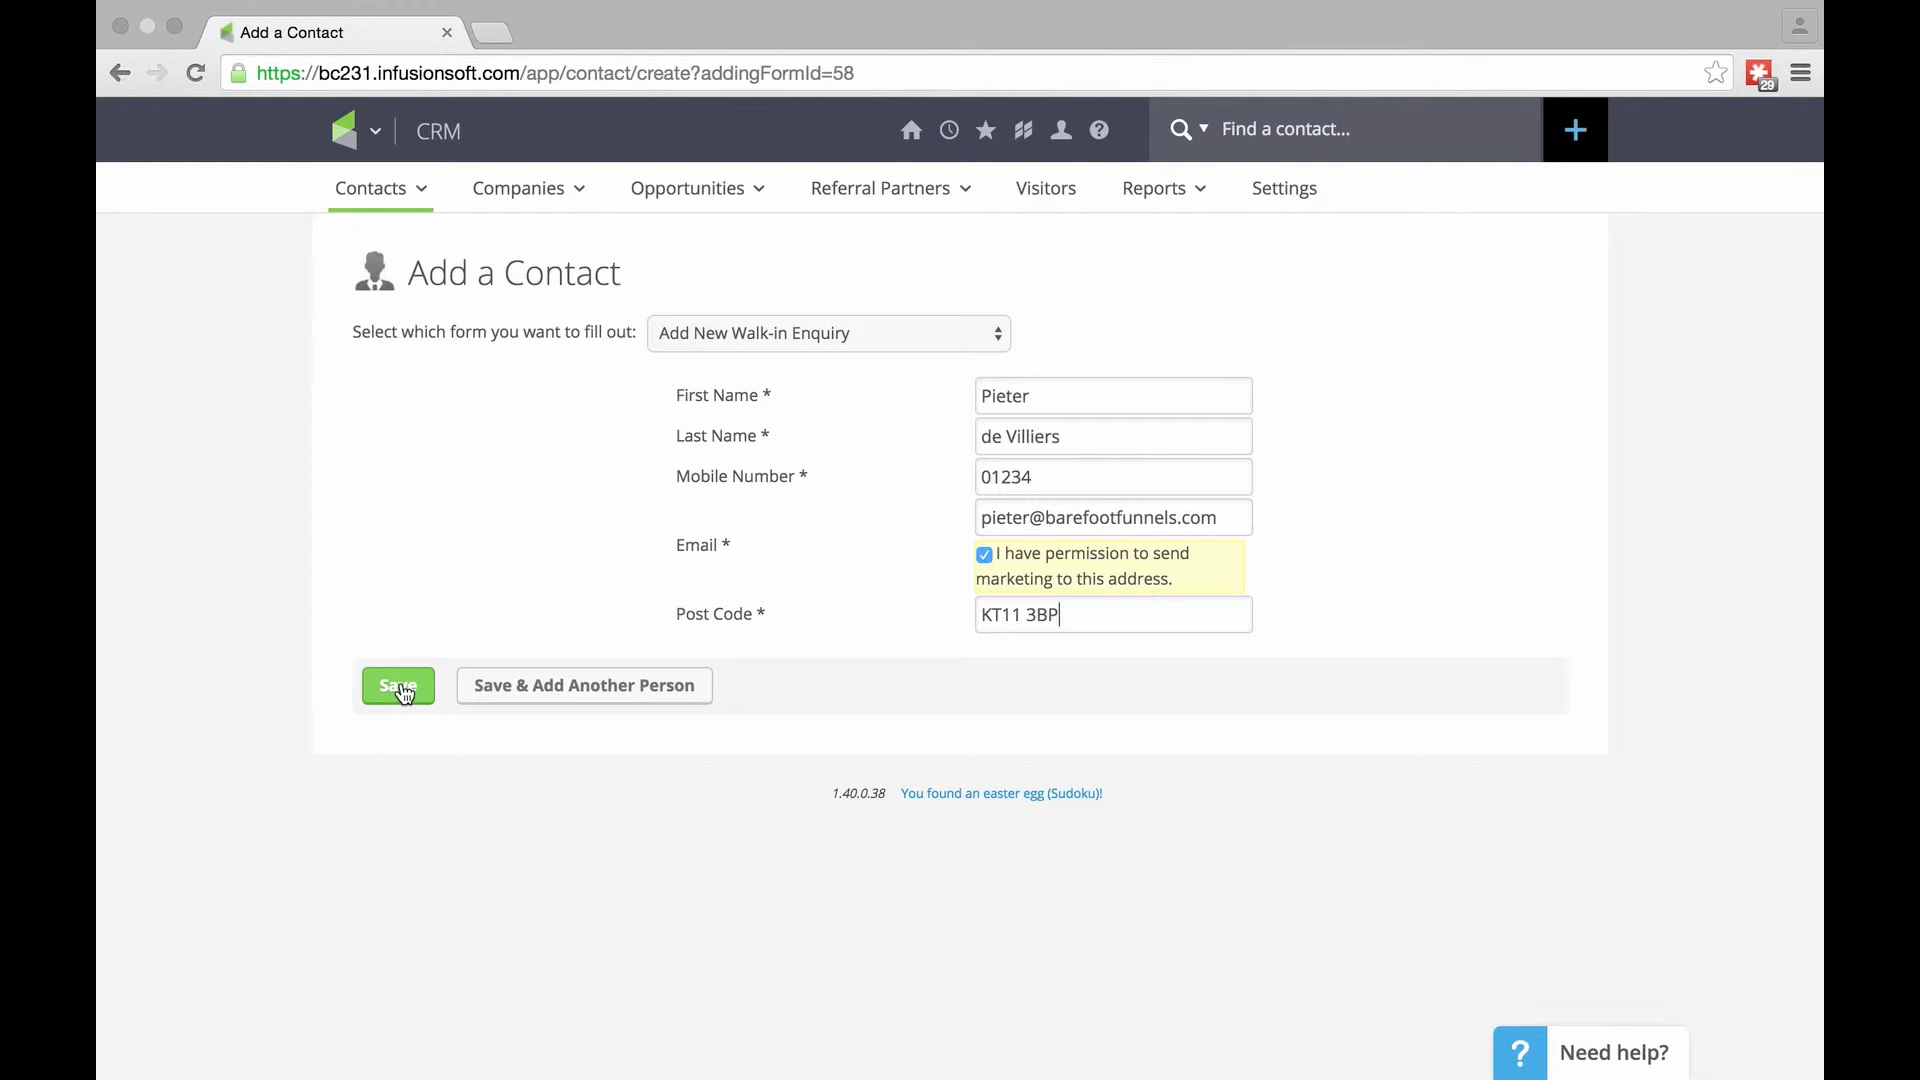 Add a Contact
https://bc231.infusionsoft.com/app/contact/create?addingFormId=58
29
CRM
Find a contact...
Contacts Companies Opportunities Referral Partners Visitors Reports Settings
Add a Contact
Select which form you want to fill out: Add New Walk-in Enquiry
First Name * Pieter
Last Name * de Villiers
Mobile Number * 01234
pieter@barefootfunnels.com
Email *
I have permission to send
marketing to this address.
Post Code * KT11 3BP
Save Save & Add Another Person
1.40.0.38 You found an easter egg (Sudoku)!
? Need help?